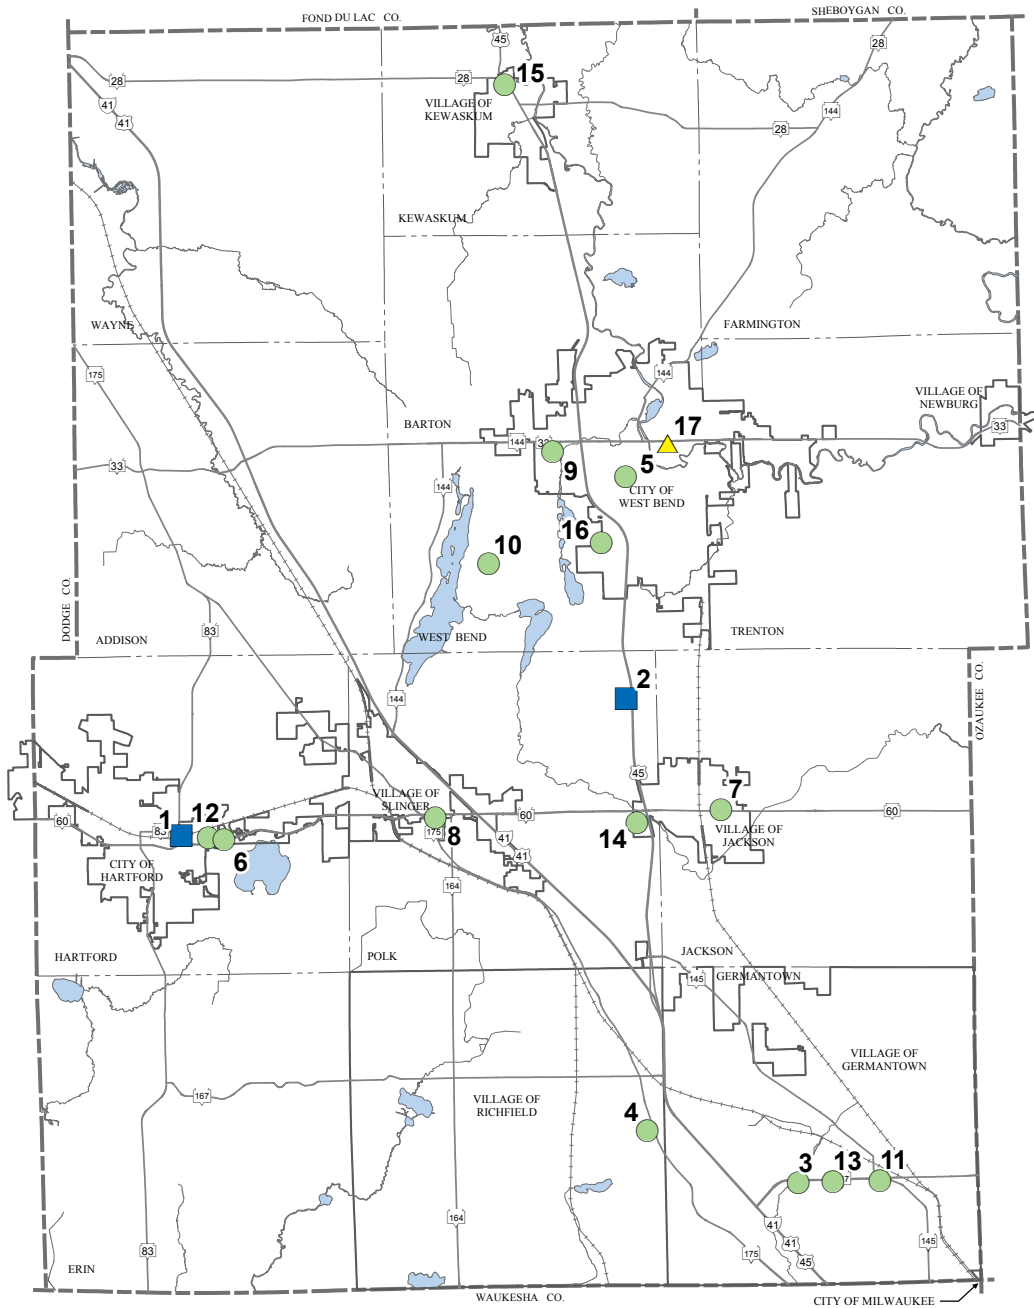 FOND DU LAC CO.
SHEBOYGAN CO.
45
28
28
28
15
41
41
VILLAGE OF
KEWASKUM
144
28
KEWASKUM
WAYNE
FARMINGTON
175
144
VILLAGE OF
NEWBURG
BARTON
17
33
144
33
33
9
5
144
CITY OF
WEST BEND
16
10
DODGE CO.
83
ADDISON
WEST BEND
TRENTON
OZAUKEE CO.
2
144
45
7
VILLAGE OF
SLINGER
60
1
12
83
60
60
14
VILLAGE OF
JACKSON
175
8
41
41
6
CITY OF
HARTFORD
164
HARTFORD
POLK
JACKSON
GERMANTOWN
145
VILLAGE OF
GERMANTOWN
167
VILLAGE OF
RICHFIELD
4
3
13
11
7
164
41
41
45
145
83
175
ERIN
WAUKESHA CO.
CITY OF MILWAUKEE